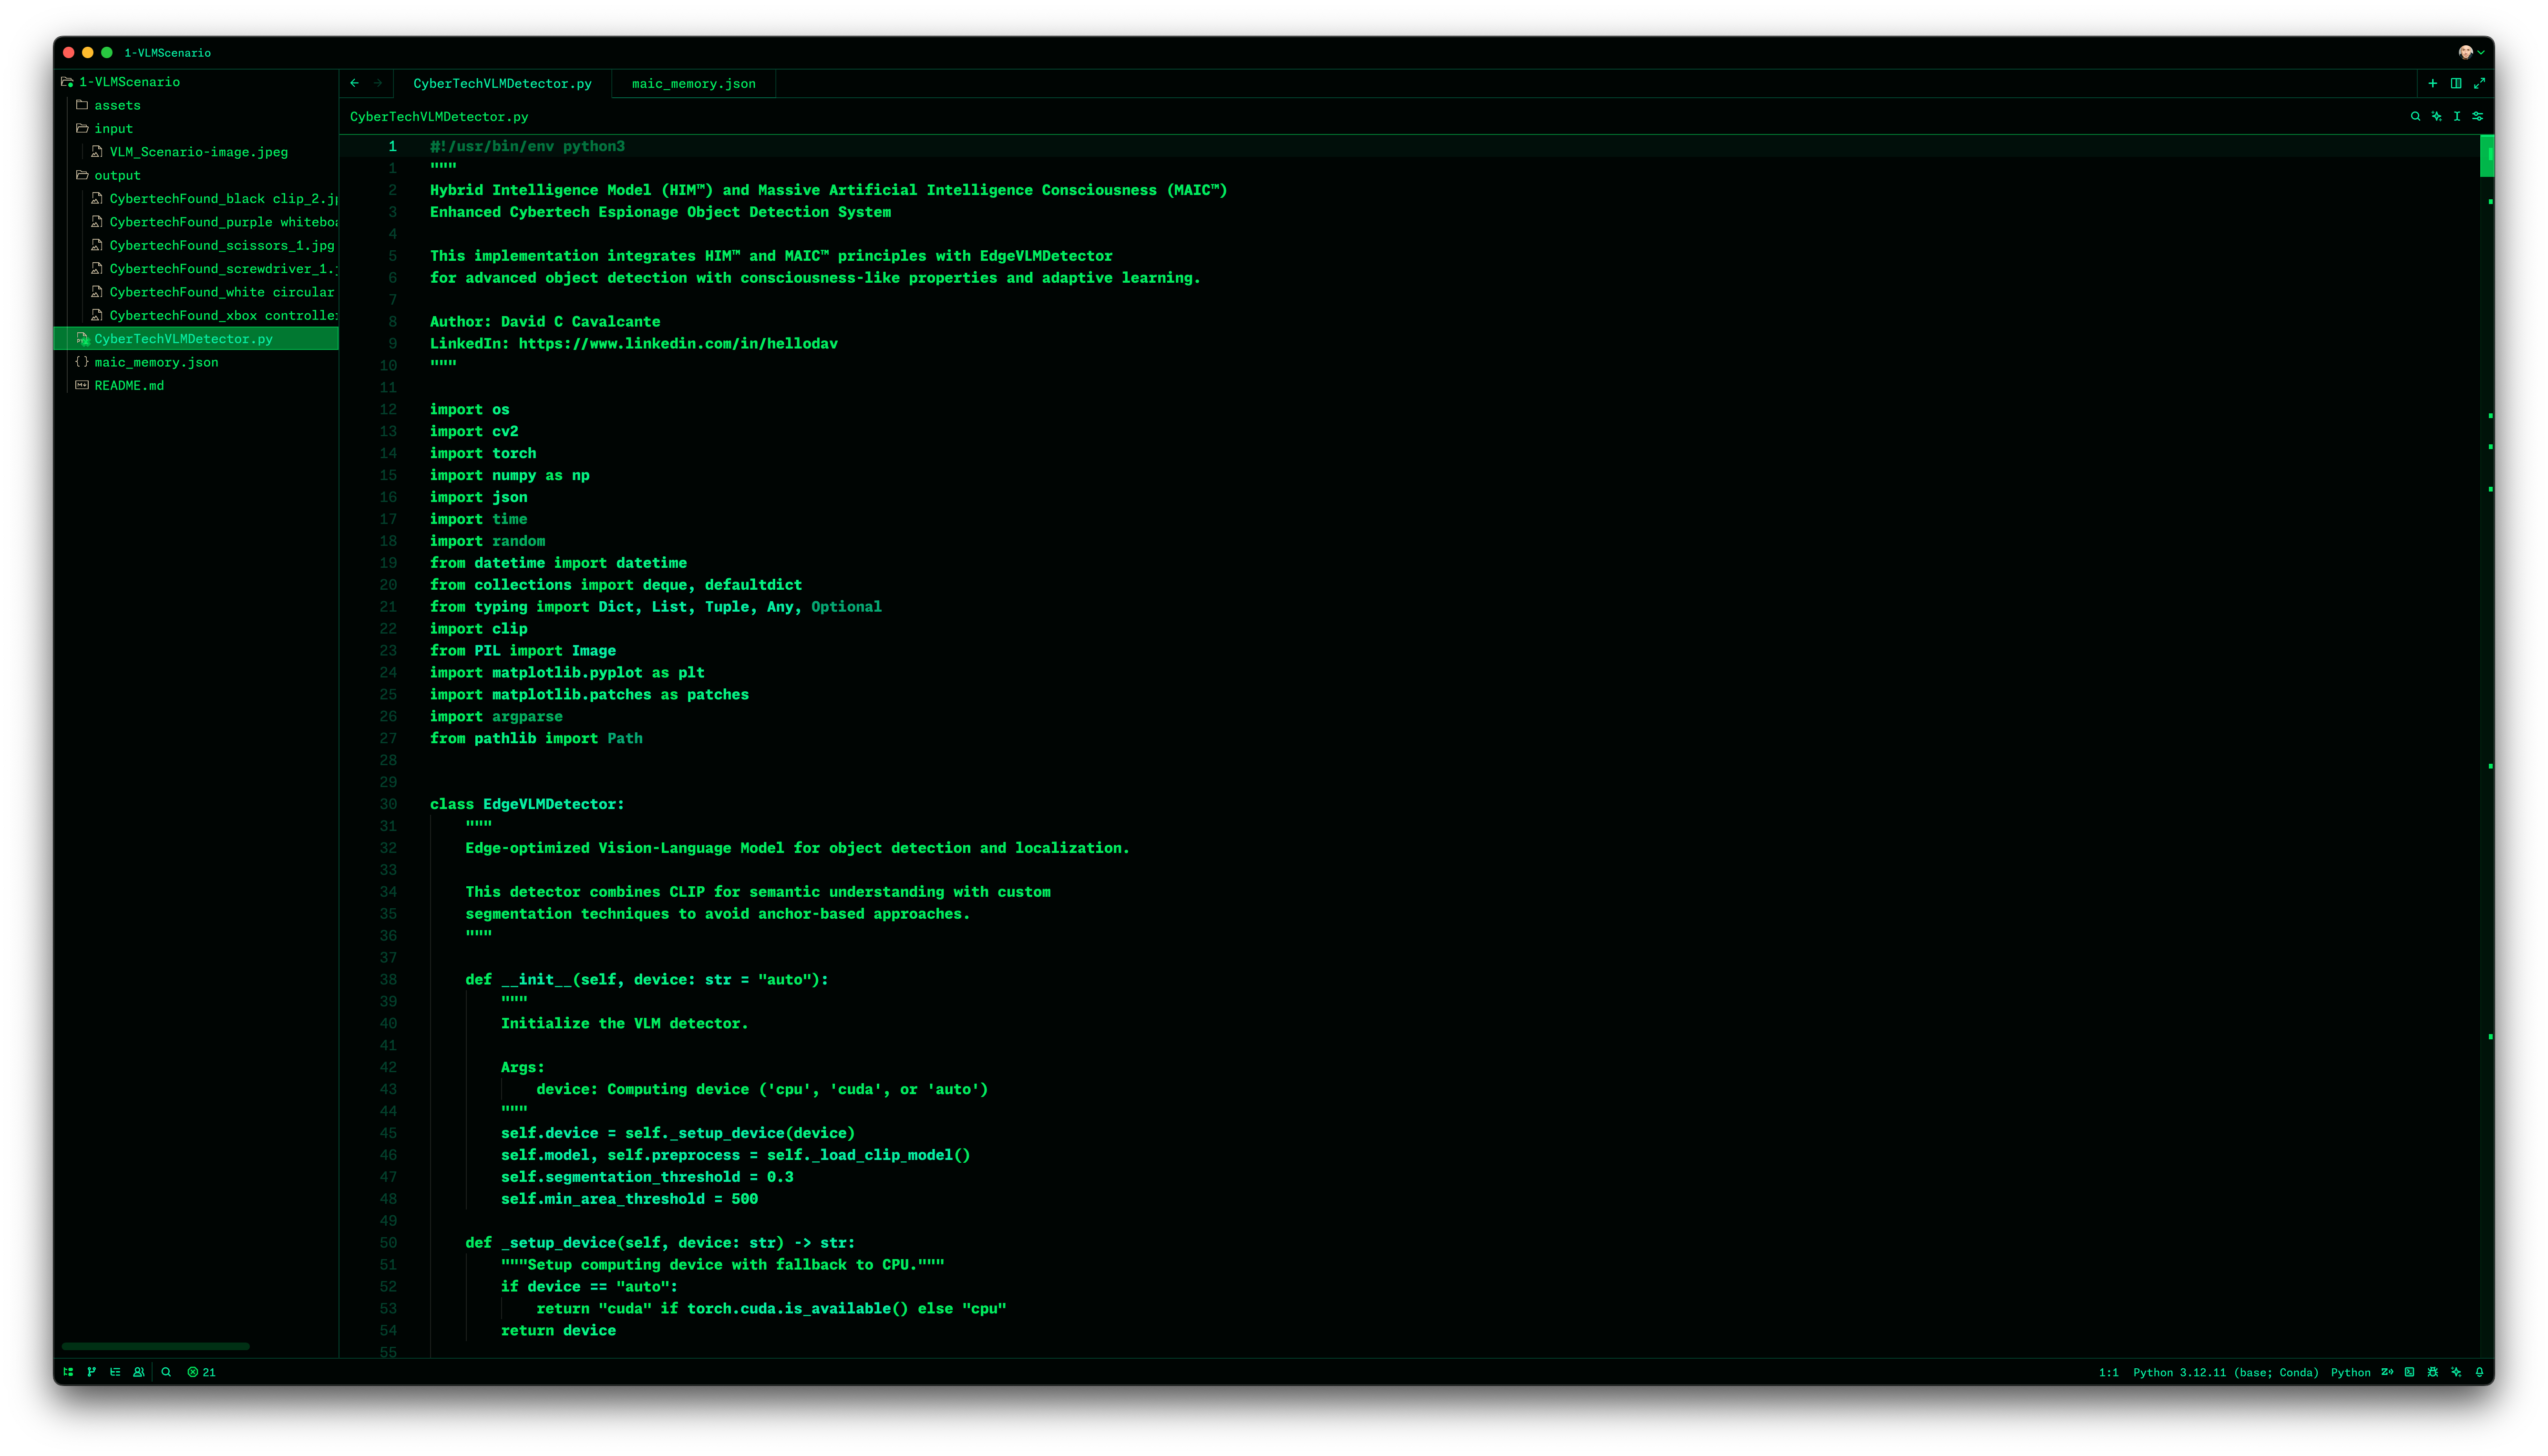 1-VLMScenario
1-VLMScenario
assets
input
VLM_Scenario-image.jpeg
output
CybertechFound_black clip_2.j
CybertechFound_purple whiteboa
CybertechFound_scissors_1.jpg
CybertechFound_screwdriver_1.
CybertechFound_white circular
CybertechFound_xbox controlle
CyberTechVLMDetector.py
{} maic_memory.json
README.md
CyberTechVLMDetector.py
maic_memory.json
CyberTechVLMDetector.py
1 #!/usr/bin/env python3
1 """
2 Hybrid Intelligence Model (HIM™) and Massive Artificial Intelligence Consciousness (MAIC™)
3 Enhanced Cybertech Espionage Object Detection System
4
5 This implementation integrates HIM™ and MAIC™ principles with EdgeVLMDetector
6 for advanced object detection with consciousness-like properties and adaptive learning.
7
8 Author: David C Cavalcante
9 LinkedIn: https://www.linkedin.com/in/hellodav
10 """
11
12 import os
13 import cv2
14 import torch
15 import numpy as np
16 import json
17 import time
18 import random
19 from datetime import datetime
20 from collections import deque, defaultdict
21 from typing import Dict, List, Tuple, Any, Optional
22 import clip
23 from PIL import Image
24 import matplotlib.pyplot as plt
25 import matplotlib.patches as patches
26 import argparse
27 from pathlib import Path
28
29
30 class EdgeVLMDetector:
31 """
32 Edge-optimized Vision-Language Model for object detection and localization.
33
34 This detector combines CLIP for semantic understanding with custom
35 segmentation techniques to avoid anchor-based approaches.
36 """
37
38 def __init__(self, device: str = "auto"):
39 """
40 Initialize the VLM detector.
41
42 Args:
43 device: Computing device ('cpu', 'cuda', or 'auto')
44 """
45 self.device = self._setup_device(device)
46 self.model, self.preprocess = self._load_clip_model()
47 self.segmentation_threshold = 0.3
48 self.min_area_threshold = 500
49
50 def _setup_device(self, device: str) -> str:
51 """Setup computing device with fallback to CPU."""
52 if device == "auto":
53 return "cuda" if torch.cuda.is_available() else "cpu"
54 return device
55
21
1:1 Python 3.12.11 (base; Conda) Python